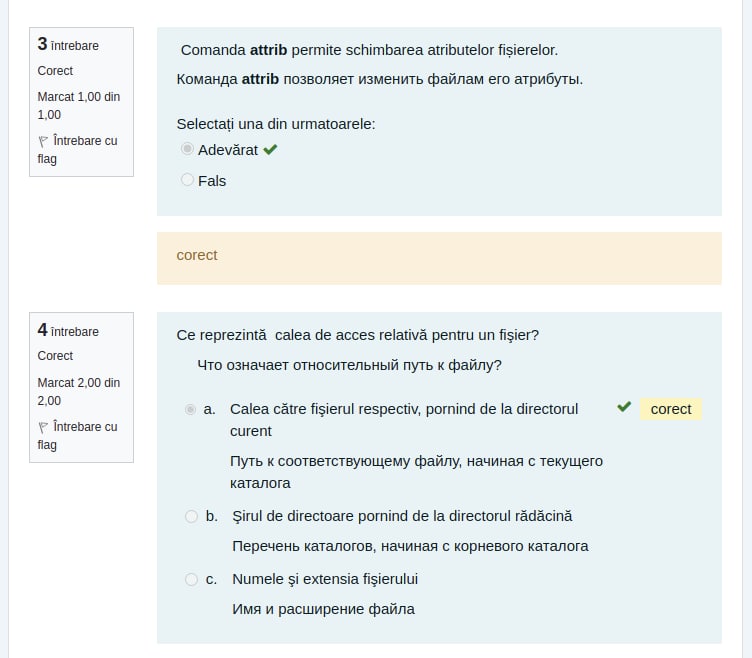 3 întrebare
Corect
Marcat 1,00 din
1,00
Întrebare cu
flag
Comanda attrib permite schimbarea atributelor fișierelor.
Команда attrib позволяет изменить файлам его атрибуты.
Selectați una din urmatoarele:
Adevărat
Fals
corect
4 întrebare
Corect
Marcat 2,00 din
2,00
Întrebare cu
flag
Ce reprezintă calea de acces relativă pentru un fişier?
Что означает относительный путь к файлу?
a. Calea către fişierul respectiv, pornind de la directorul
curent
corect
Путь к соответствующему файлу, начиная с текущего
каталога
b. Şirul de directoare pornind de la directorul rădăcină
Перечень каталогов, начиная с корневого каталога
c. Numele şi extensia fişierului
Имя и расширение файла